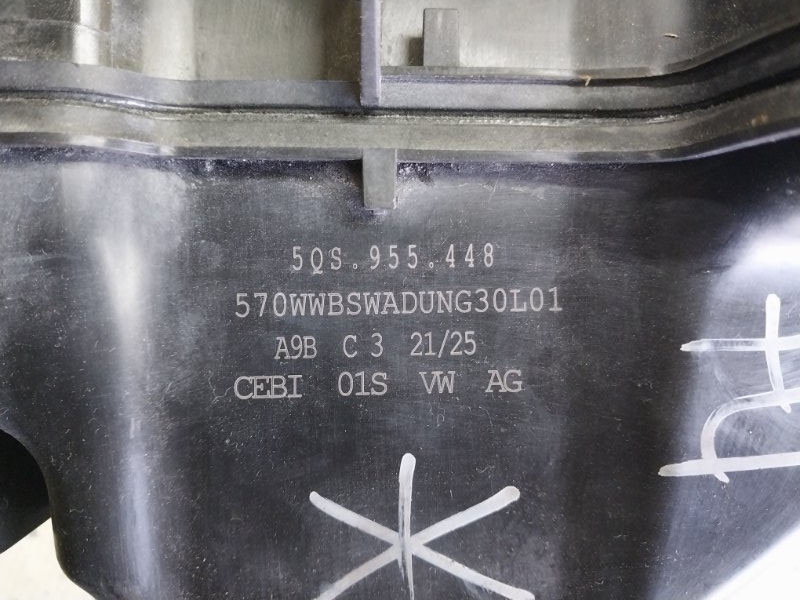 5QS.955.448
570WWBSWADUNG30L01
A9B C 3 21/25
CEBI 01S VW AG